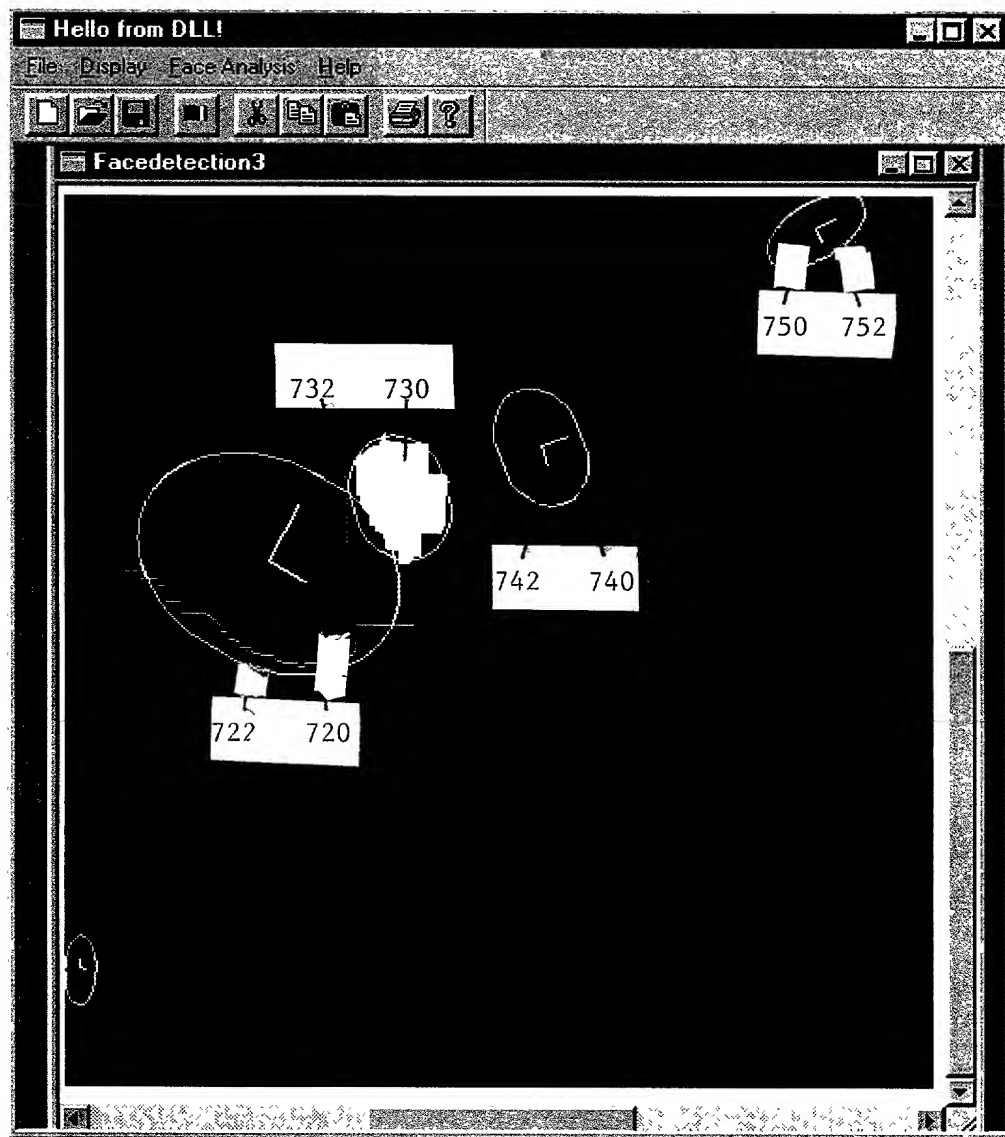 Hello from DLL!
File Display Face Analysis Help
Facedetection3
750 752
732 730
742 740
722 720